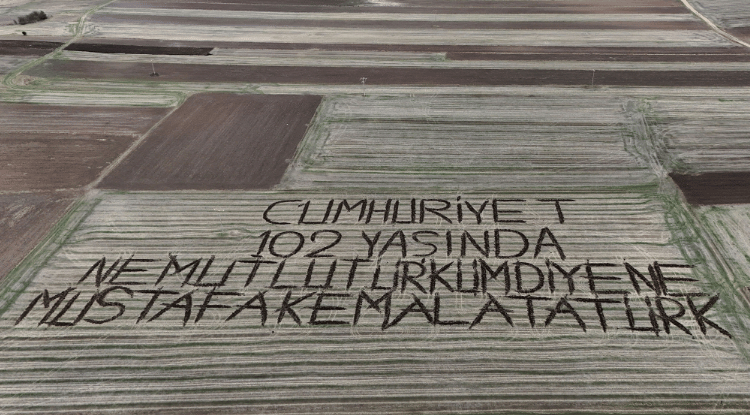 CUMHURİYET
102 YAŞINDA
NE MUTLU TÜRKÜM DİYENE
MUSTAFA KEMAL ATATÜRK